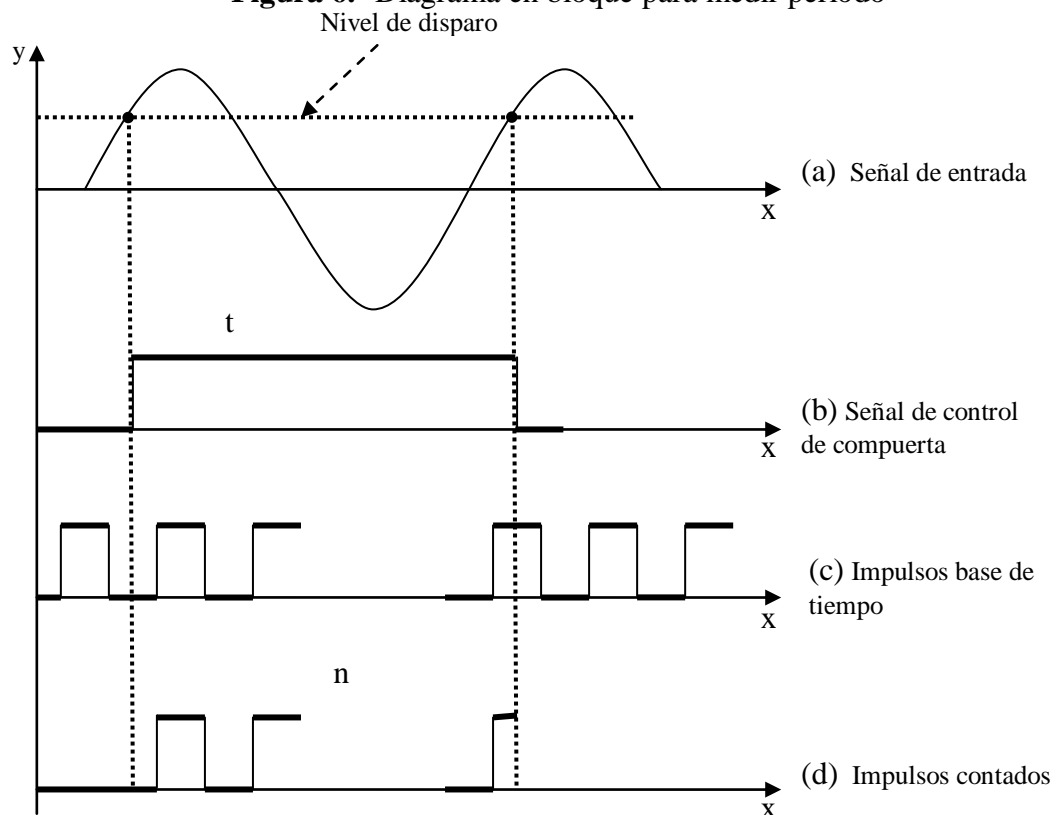 Figura 6. Diagrama en bloque para medir período
Nivel de disparo
y
(a) Señal de entrada
x
t
(b) Señal de control
de compuerta
x
(c) Impulsos base de
tiempo
x
n
(d) Impulsos contados
x